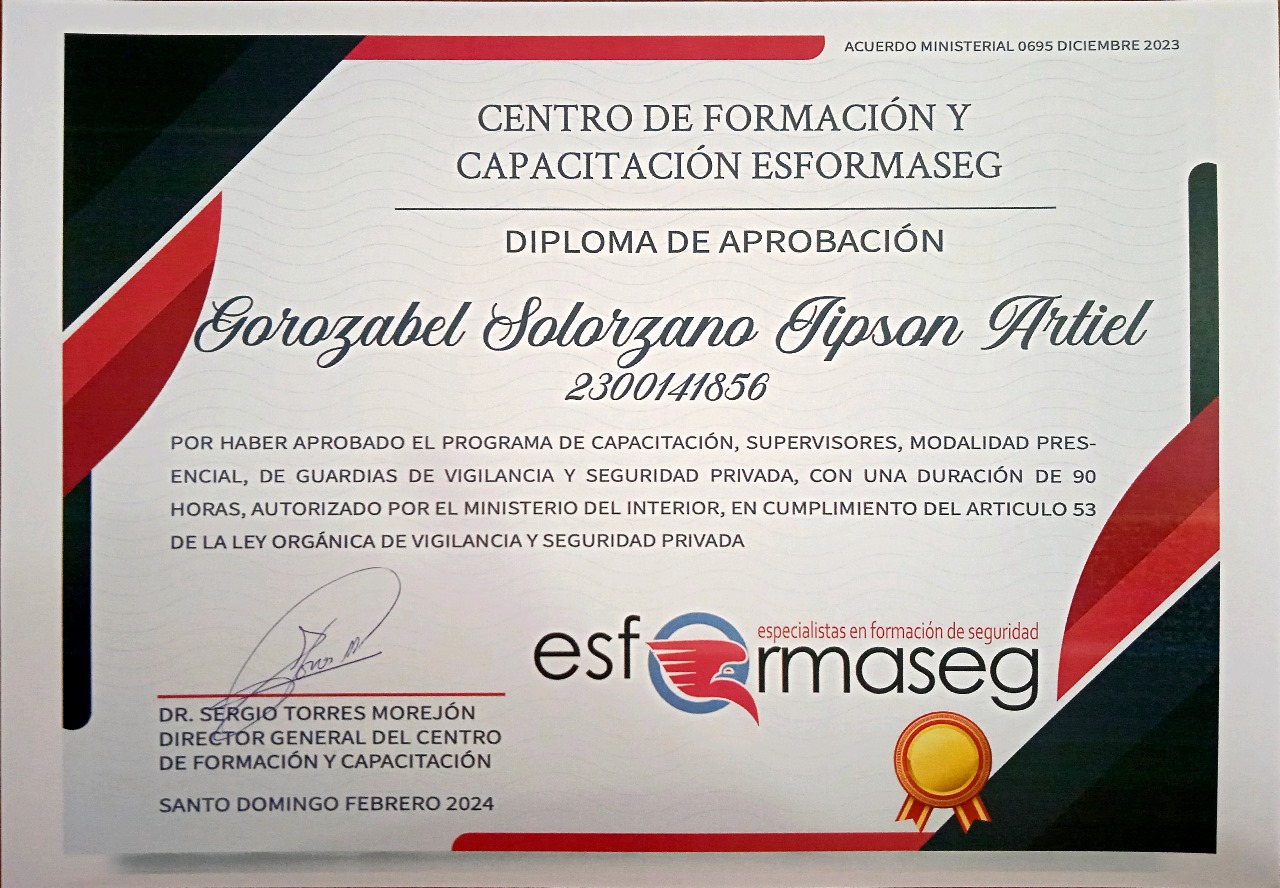 ACUERDO MINISTERIAL 0695 DICIEMBRE 2023
CENTRO DE FORMACIÓN Y
CAPACITACIÓN ESFORMASEG
DIPLOMA DE APROBACIÓN
Gorozabel Solorzano Jipson Artiel
2300141856
POR HABER APROBADO EL PROGRAMA DE CAPACITACIÓN, SUPERVISORES, MODALIDAD PRES-
ENCIAL, DE GUARDIAS DE VIGILANCIA Y SEGURIDAD PRIVADA, CON UNA DURACIÓN DE 90
HORAS, AUTORIZADO POR EL MINISTERIO DEL INTERIOR, EN CUMPLIMIENTO DEL ARTICULO 53
DE LA LEY ORGÁNICA DE VIGILANCIA Y SEGURIDAD PRIVADA
especialistas en formación de seguridad
esformaseg
DR. SERGIO TORRES MOREJÓN
DIRECTOR GENERAL DEL CENTRO
DE FORMACIÓN Y CAPACITACIÓN
SANTO DOMINGO FEBRERO 2024